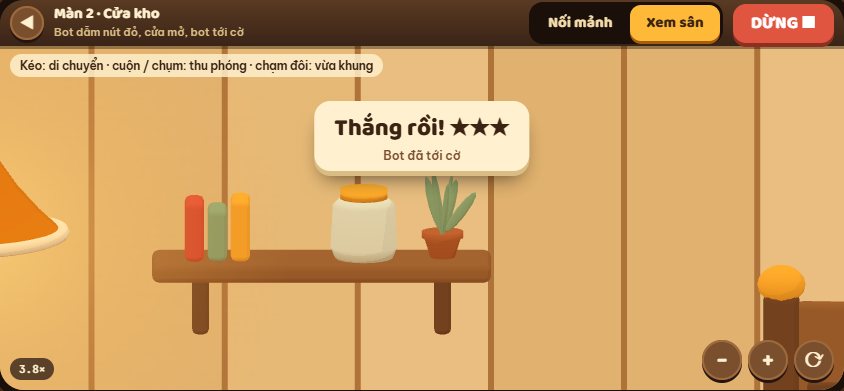 Màn 2 · Cửa kho
Bot dẫm nút đỏ, cửa mở, bot tới cờ
Nối mảnh
Xem sân
DỪNG
Kéo: di chuyển · cuộn / chụm: thu phóng · chạm đôi: vừa khung
Thắng rồi! ★★★
Bot đã tới cờ
3.8×
− + ⟳